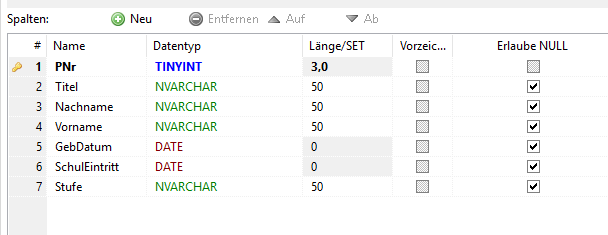 Spalten: Neu Entfernen Auf Ab
# Name Datentyp Länge/SET Vorzeic... Erlaube NULL
1 PNr TINYINT 3,0
2 Titel NVARCHAR 50
3 Nachname NVARCHAR 50
4 Vorname NVARCHAR 50
5 GebDatum DATE 0
6 SchulEintritt DATE 0
7 Stufe NVARCHAR 50